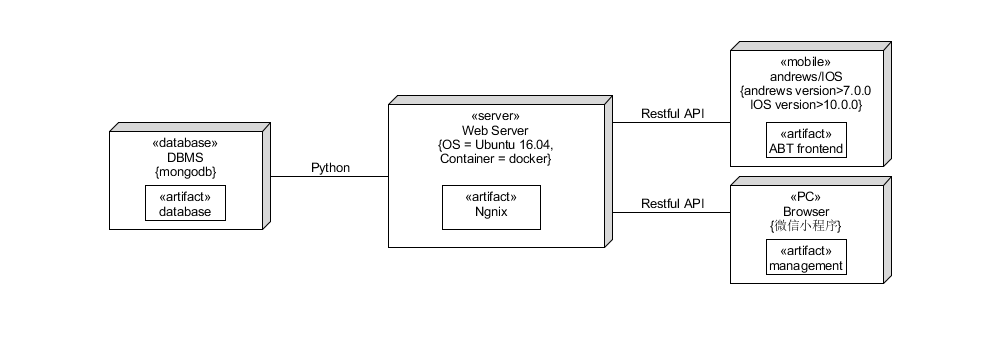 «database»
DBMS
{mongodb}
«artifact»
database
Python
«server»
Web Server
{OS = Ubuntu 16.04,
Container = docker}
«artifact»
Ngnix
Restful API
«mobile»
andrews/IOS
{andrews version>7.0.0
IOS version>10.0.0}
«artifact»
ABT frontend
Restful API
«PC»
Browser
{微信小程序}
«artifact»
management